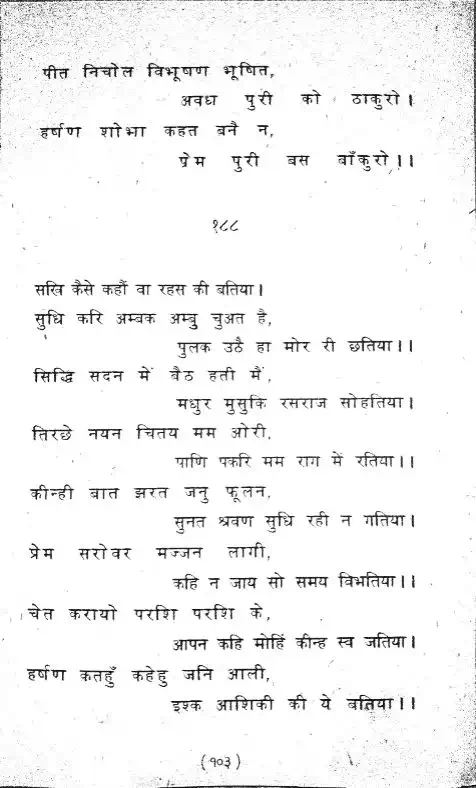 पीत निचोल विभूषण भूषित,
अवध पुरी को ठाकुरो।
हर्षण शोभा कहत बनै न,
प्रेम पुरी बस बाँकुरो।।
१८८
सखि कैसे कहौं वा रहस की बतिया।
सुधि करि अम्बक अम्बु चुअत है,
पुलक उठै हा मोर री छतिया।।
सिद्धि सदन में बैठ हती मैं,
मधुर मुसुकि रसराज सोहतिया।
तिरछे नयन चितय मम ओरी,
पाणि पकरि मम राग में रतिया।।
कीन्ही बात झरत जनु फूलन,
सुनत श्रवण सुधि रही न गतिया।
प्रेम सरोवर मज्जन लागी,
कहि न जाय सो समय विभतिया।।
चेत करायो परशि परशि के,
आपन कहि मोहिं कीन्ह स्व जतिया।
हर्षण कतहुँ कहेहु जनि आली,
इश्क आशिकी की ये बतिया।।
(१०३)